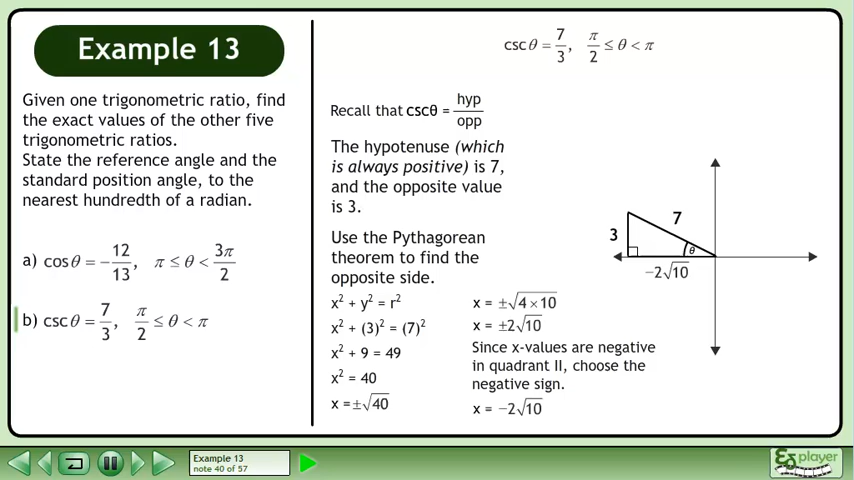 Example 13
Given one trigonometric ratio, find
the exact values of the other five
trigonometric ratios.
State the reference angle and the
standard position angle, to the
nearest hundredth of a radian.
a) cosθ = −12/13, π ≤ θ < 3π/2
b) cscθ = 7/3, π/2 ≤ θ < π
cscθ = 7/3, π/2 ≤ θ < π
Recall that cscθ = hyp/opp
The hypotenuse (which
is always positive) is 7,
and the opposite value
is 3.
Use the Pythagorean
theorem to find the
opposite side.
x² + y² = r²
x² + (3)² = (7)²
x² + 9 = 49
x² = 40
x = ±√40
x = ±√4 × 10
x = ±2√10
Since x-values are negative
in quadrant II, choose the
negative sign.
x = −2√10
7
3
θ
−2√10
Example 13
note 40 of 57
player